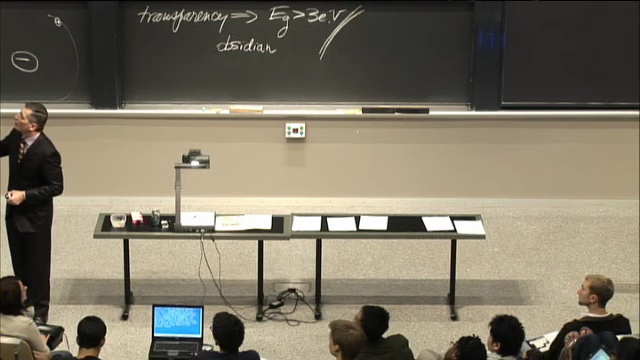 transparency ⟹ Eg > 3eV
obsidian